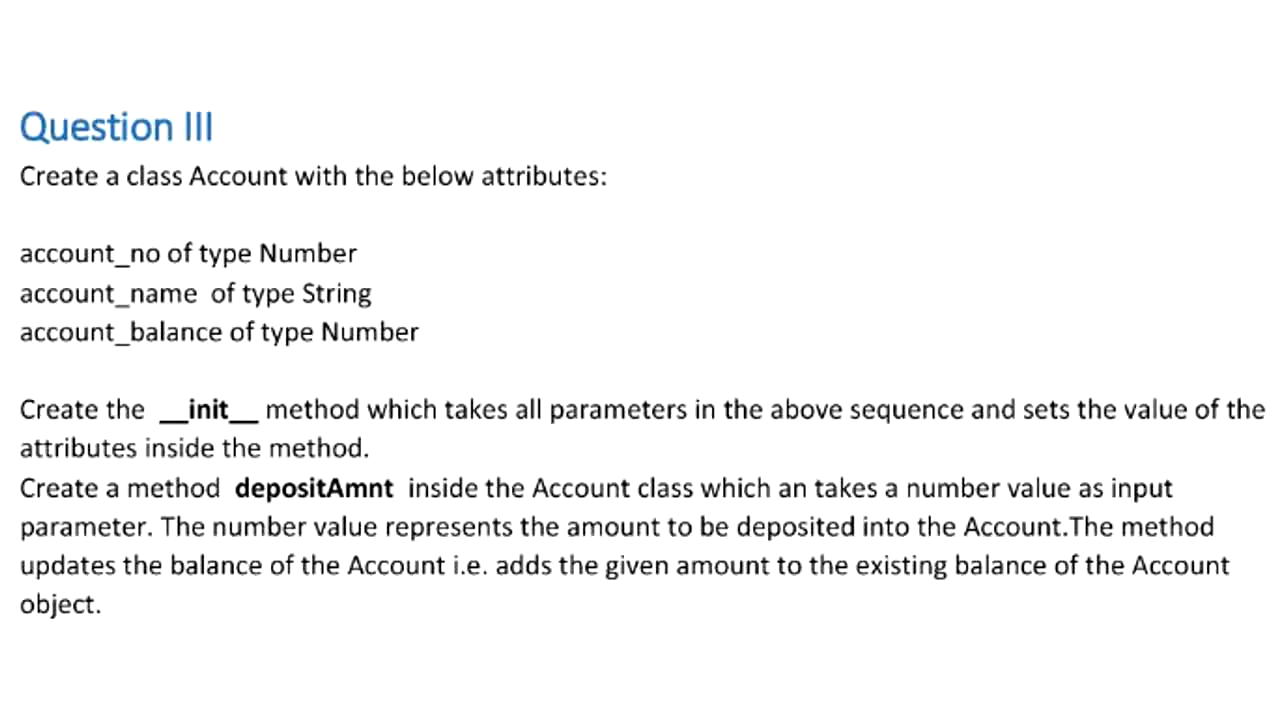 Question III
Create a class Account with the below attributes:
account_no of type Number
account_name  of type String
account_balance of type Number
Create the  __init__ method which takes all parameters in the above sequence and sets the value of the
attributes inside the method.
Create a method  depositAmnt  inside the Account class which an takes a number value as input
parameter. The number value represents the amount to be deposited into the Account.The method
updates the balance of the Account i.e. adds the given amount to the existing balance of the Account
object.